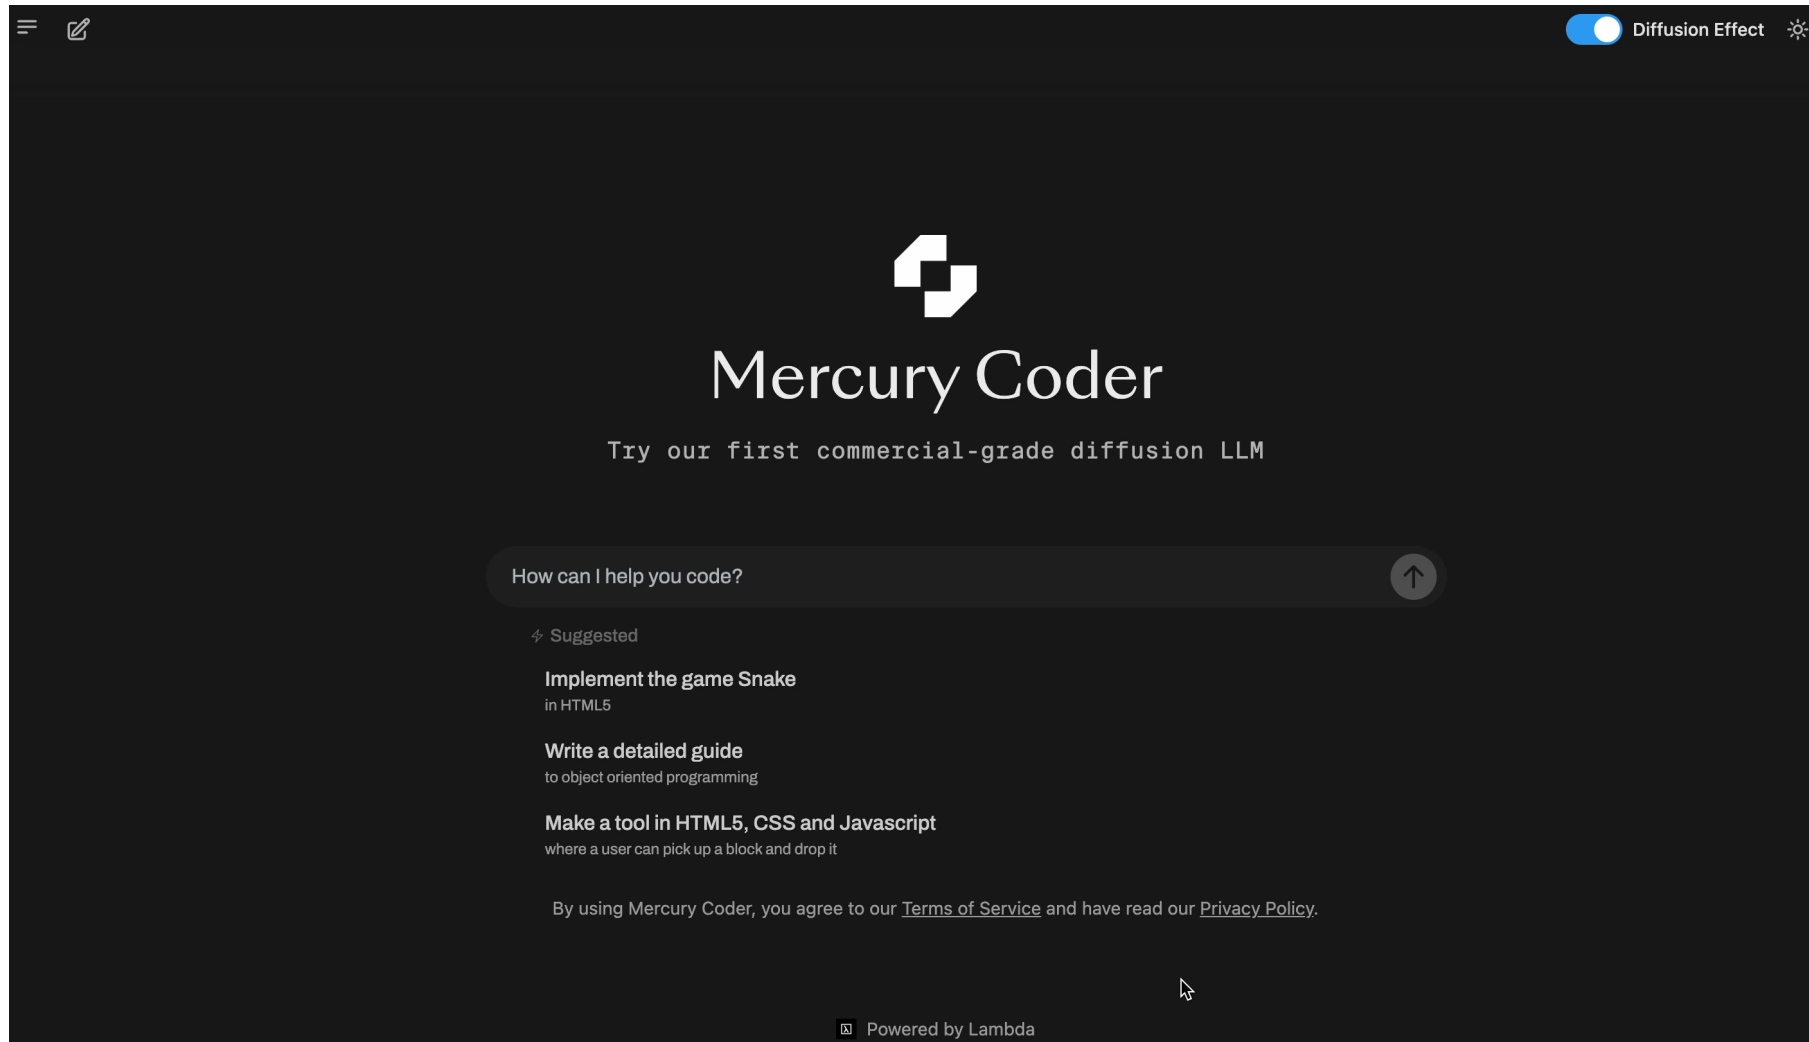 Diffusion Effect
Mercury Coder
Try our first commercial-grade diffusion LLM
How can I help you code?
Suggested
Implement the game Snake
in HTML5
Write a detailed guide
to object oriented programming
Make a tool in HTML5, CSS and Javascript
where a user can pick up a block and drop it
By using Mercury Coder, you agree to our Terms of Service and have read our Privacy Policy.
Powered by Lambda